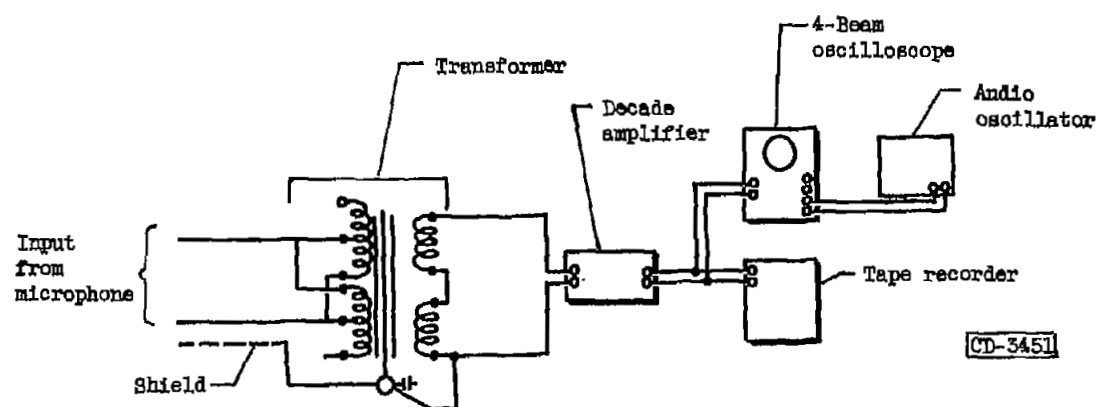 4-Beam
oscilloscope
Transformer
Decade
amplifier
Audio
oscillator
Input
from
microphone
Tape recorder
Shield
CD-3451